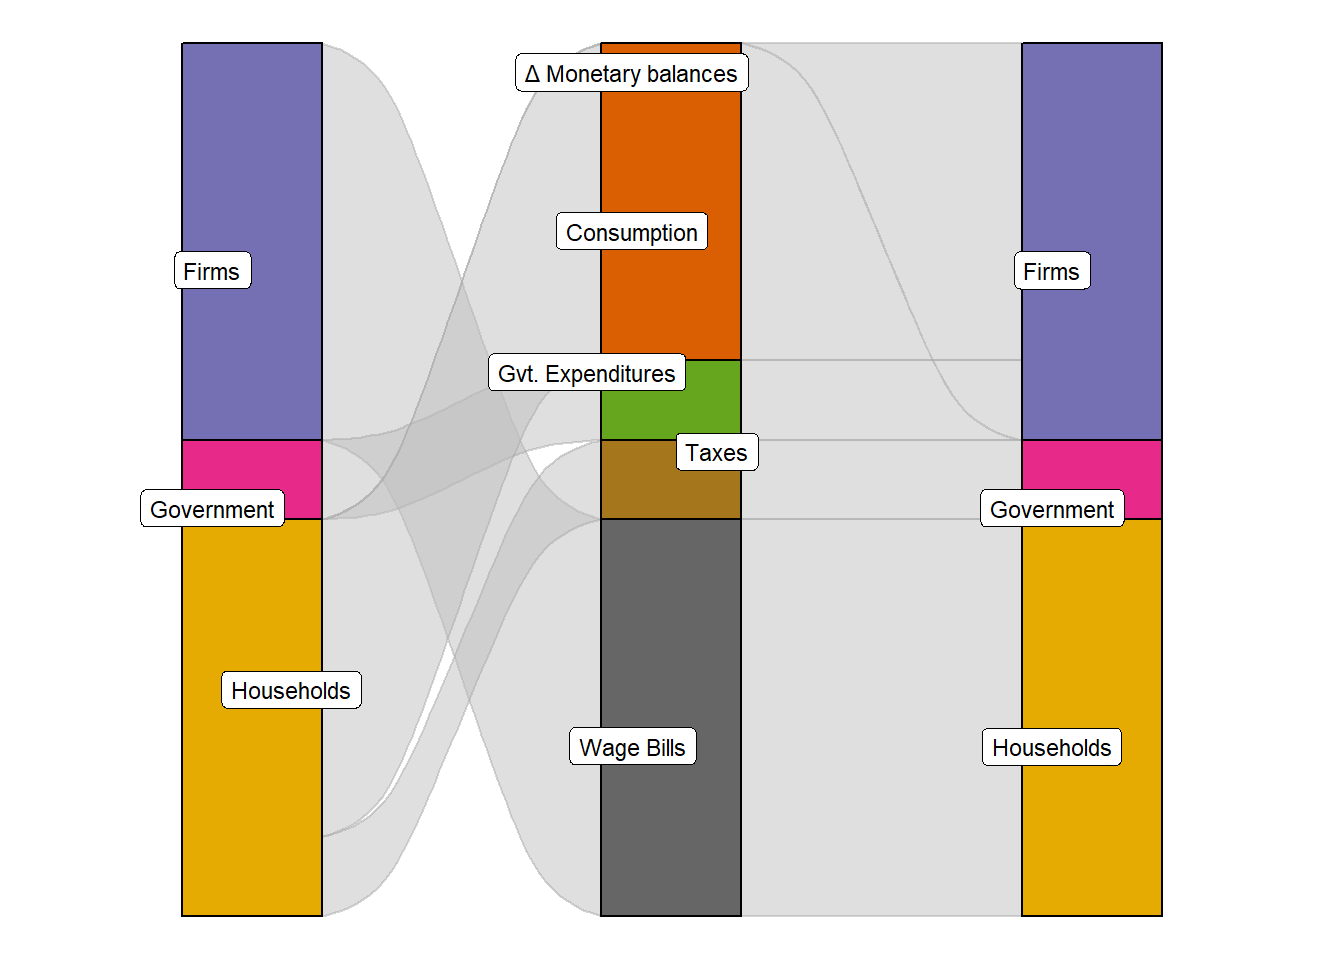 Δ Monetary balances
Consumption
Firms
Firms
Gvt. Expenditures
Taxes
Government
Government
Households
Wage Bills
Households